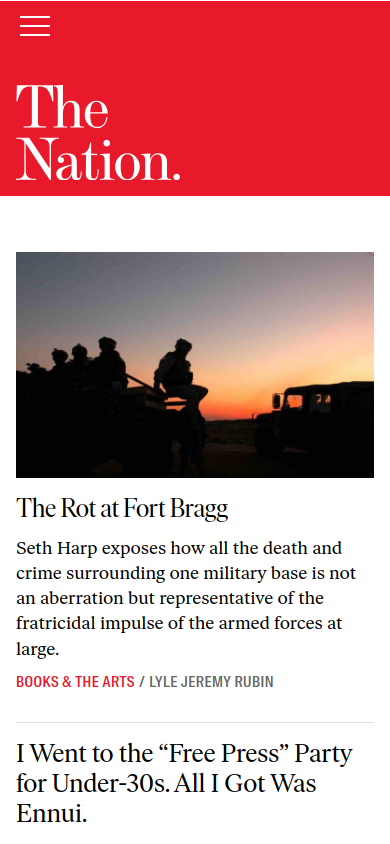 The
Nation.
The Rot at Fort Bragg
Seth Harp exposes how all the death and
crime surrounding one military base is not
an aberration but representative of the
fratricidal impulse of the armed forces at
large.
BOOKS & THE ARTS / LYLE JEREMY RUBIN
I Went to the “Free Press” Party
for Under-30s. All I Got Was
Ennui.